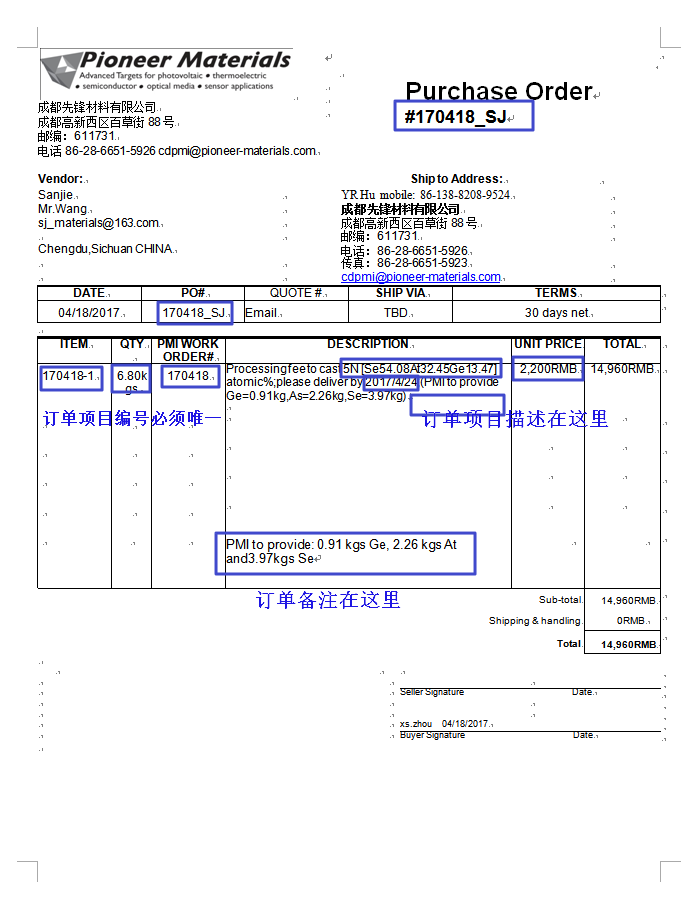 Pioneer Materials
Advanced Targets for photovoltaic • thermoelectric
• semiconductor • optical media • sensor applications
Purchase Order
#170418_SJ
成都先锋材料有限公司
成都高新西区百草街 88 号
邮编：611731
电话 86-28-6651-5926 cdpmi@pioneer-materials.com
Vendor:
Sanjie
Mr.Wang
sj_materials@163.com
Chengdu,Sichuan CHINA
Ship to Address:
YR Hu mobile: 86-138-8208-9524
成都先锋材料有限公司
成都高新西区百草街 88 号
邮编：611731
电话：86-28-6651-5926
传真：86-28-6651-5923
cdpmi@pioneer-materials.com
DATE PO# QUOTE # SHIP VIA TERMS
04/18/2017 170418_SJ Email TBD 30 days net
ITEM QTY PMI WORK ORDER# DESCRIPTION UNIT PRICE TOTAL
170418-1 6.80kgs 170418 Processing fee to cast 5N [Se54.08At32.45Ge13.47] 2,200RMB 14,960RMB
atomic%;please deliver by 2017/4/24 (PMI to provide
Ge=0.91kg,As=2.26kg,Se=3.97kg)
订单项目编号必须唯一
订单项目描述在这里
PMI to provide: 0.91 kgs Ge, 2.26 kgs At
and3.97kgs Se
订单备注在这里
Sub-total 14,960RMB
Shipping & handling 0RMB
Total 14,960RMB
Seller Signature Date
xs.zhou 04/18/2017
Buyer Signature Date